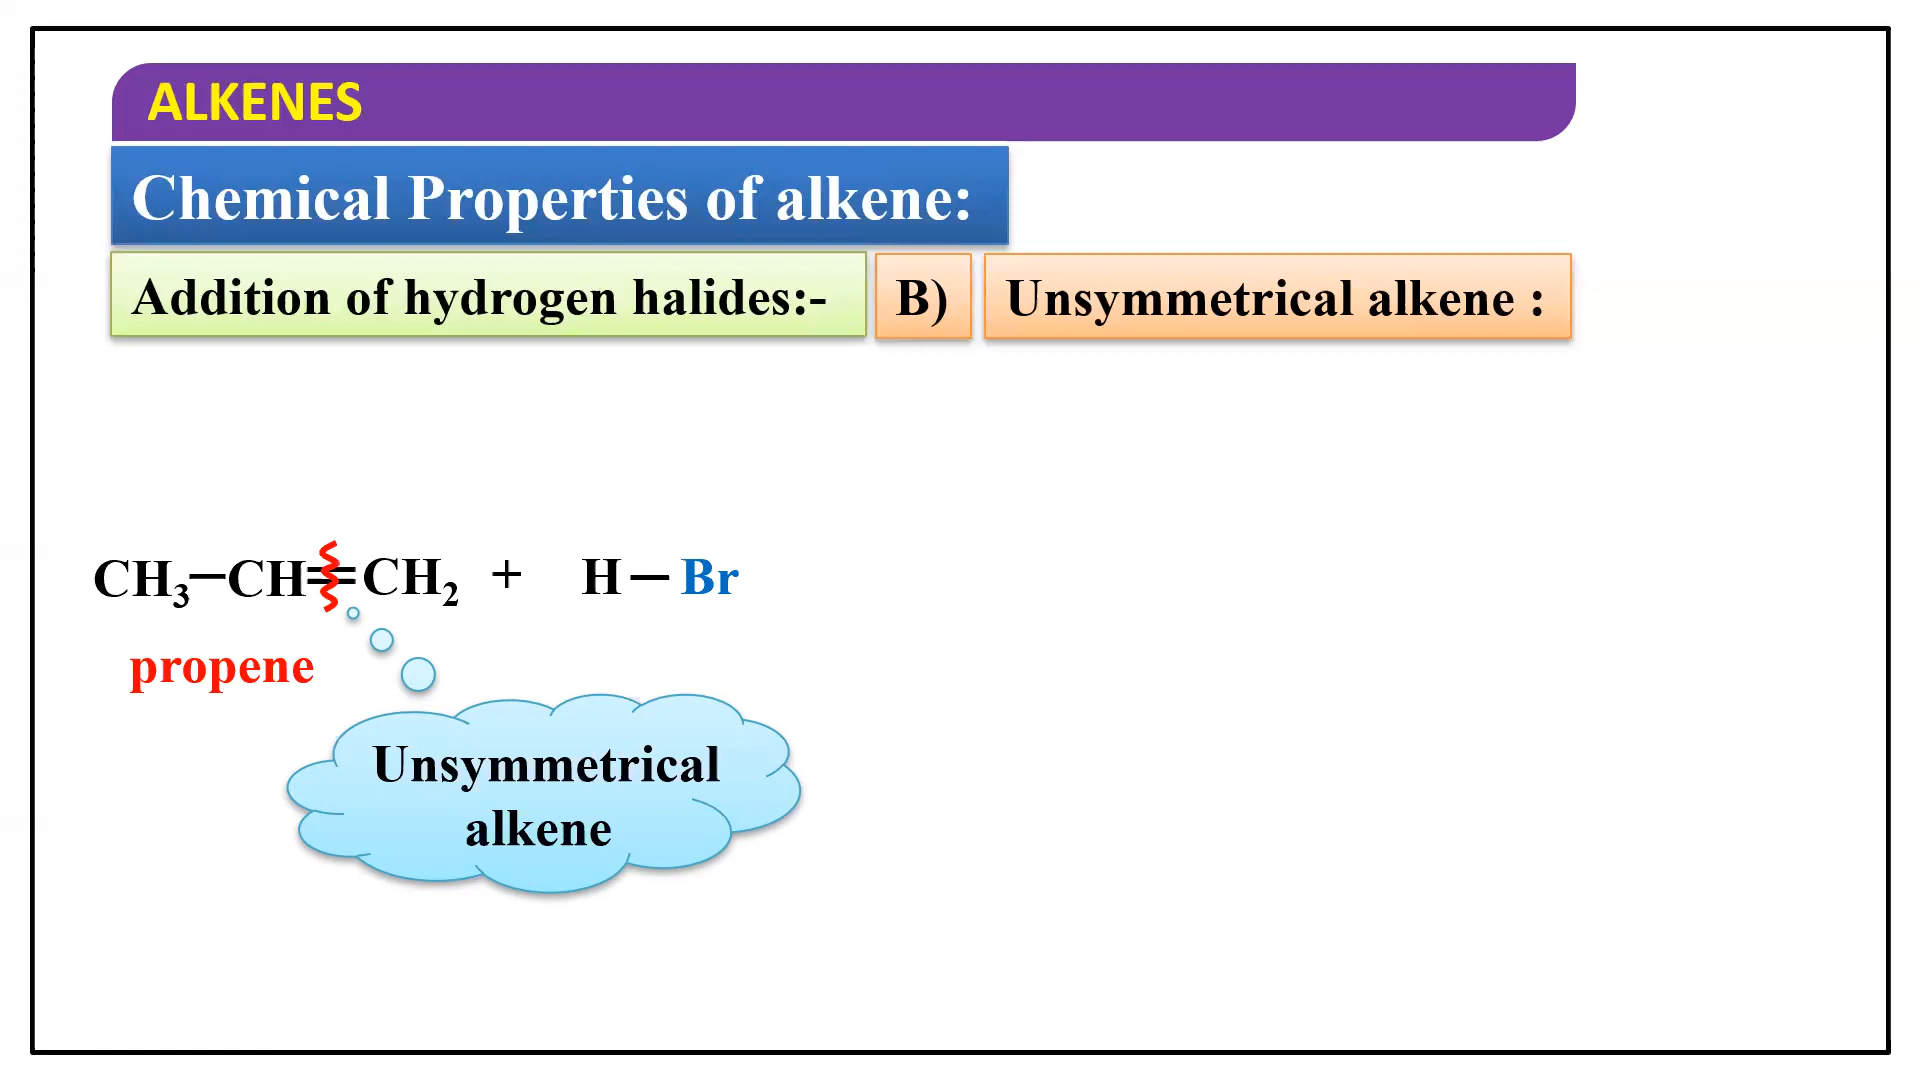 ALKENES
Chemical Properties of alkene:
Addition of hydrogen halides:- B) Unsymmetrical alkene :
CH₃—CH=CH₂ + H—Br
propene
Unsymmetrical
alkene